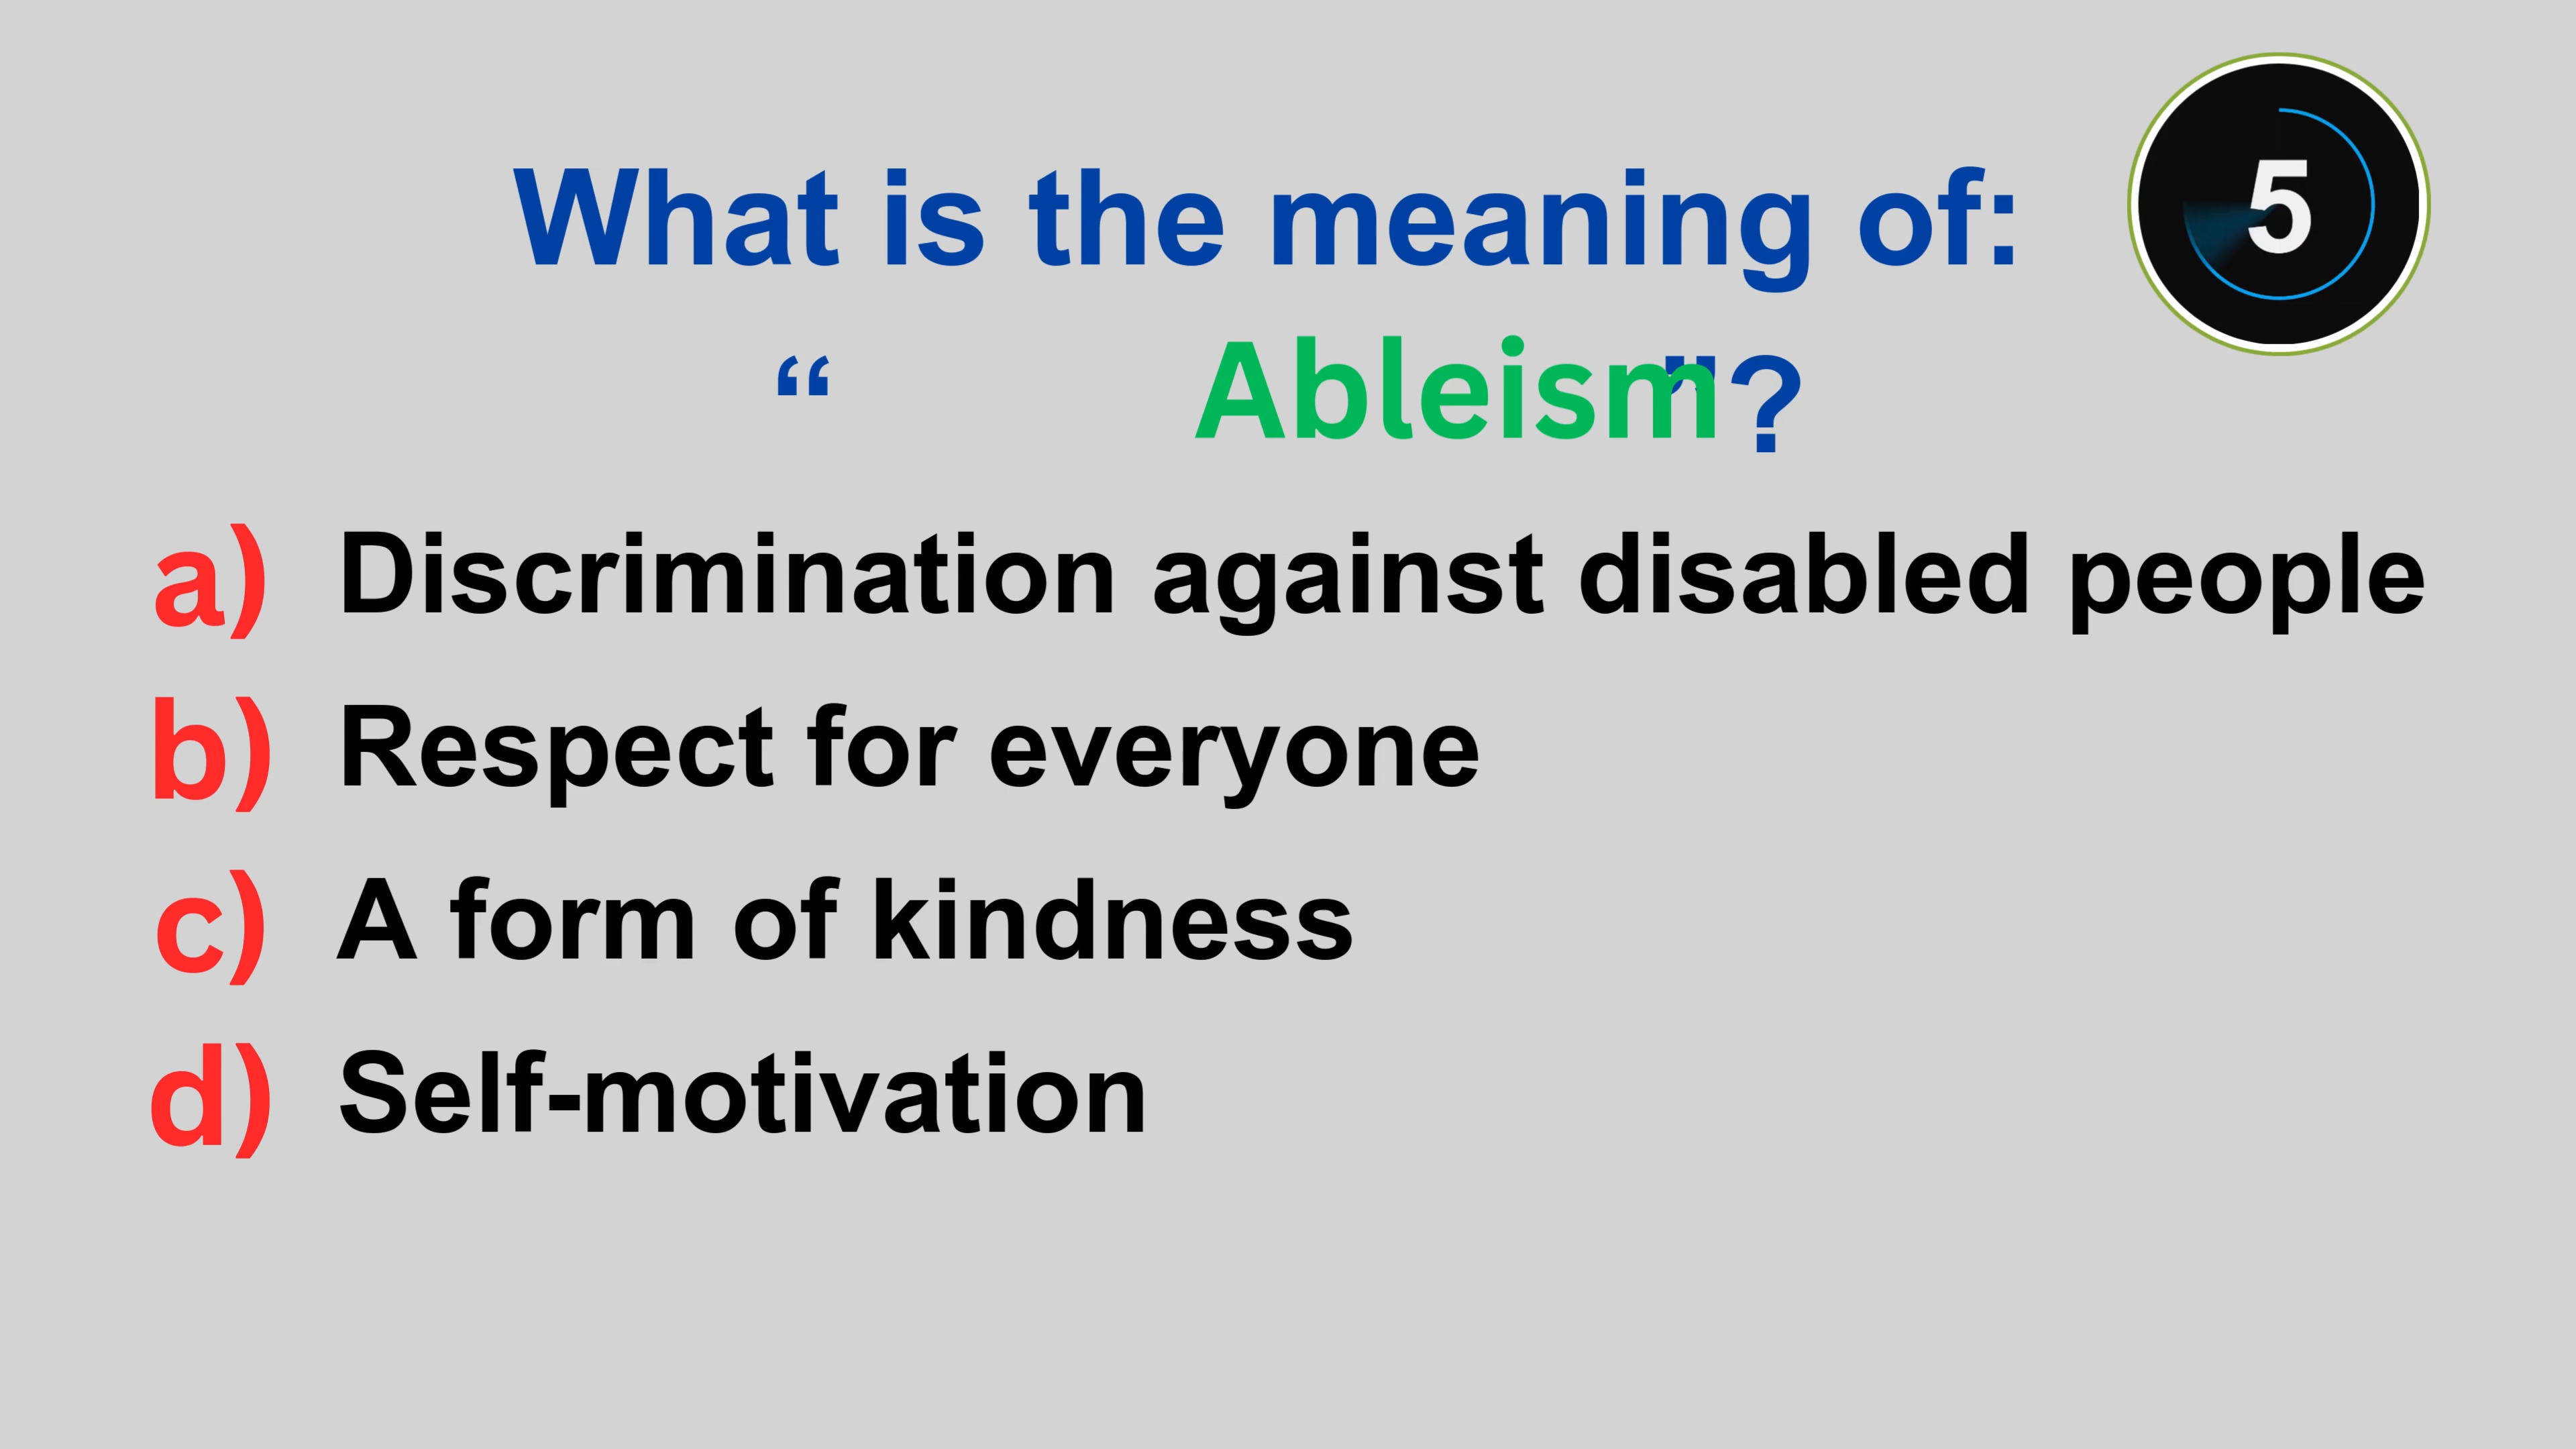 What is the meaning of:
5
“ Ableism”?
a) Discrimination against disabled people
b) Respect for everyone
c) A form of kindness
d) Self-motivation